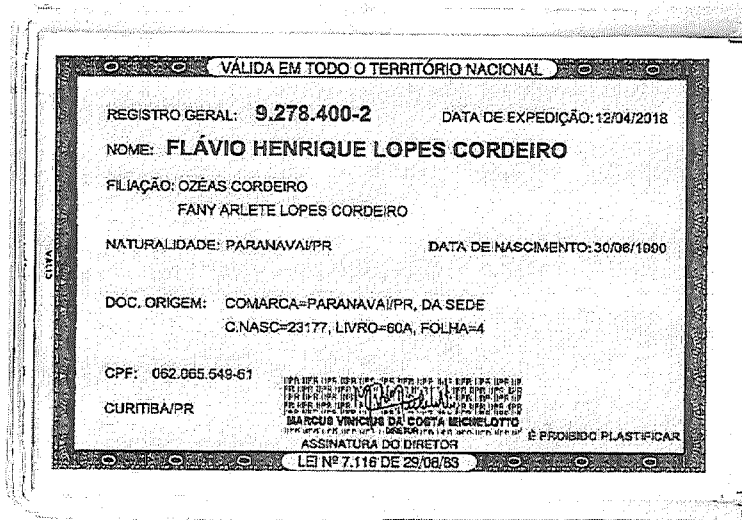 VÁLIDA EM TODO O TERRITÓRIO NACIONAL
REGISTRO GERAL: 9.278.400-2 DATA DE EXPEDIÇÃO: 12/04/2018
NOME: FLÁVIO HENRIQUE LOPES CORDEIRO
FILIAÇÃO: OZÉAS CORDEIRO
FANY ARLETE LOPES CORDEIRO
NATURALIDADE: PARANAVAI/PR DATA DE NASCIMENTO: 30/06/1990
DOC. ORIGEM: COMARCA=PARANAVAI/PR, DA SEDE
C.NASC=23177, LIVRO=60A, FOLHA=4
CPF: 062.065.549-61
CURITIBA/PR
MARCUS VINICIUS DA COSTA MICHELOTTO
ASSINATURA DO DIRETOR
É PROIBIDO PLASTIFICAR
LEI Nº 7.116 DE 29/08/83